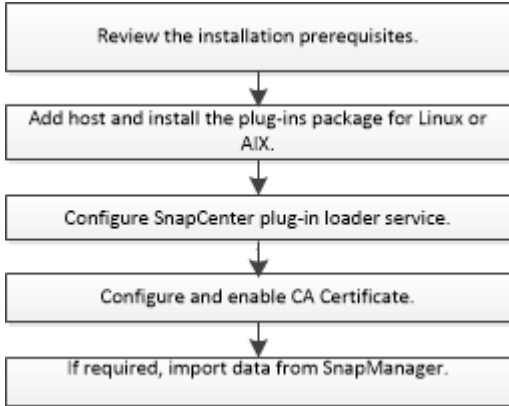 Review the installation prerequisites.
Add host and install the plug-ins package for Linux or
AIX.
Configure SnapCenter plug-in loader service.
Configure and enable CA Certificate.
If required, import data from SnapManager.